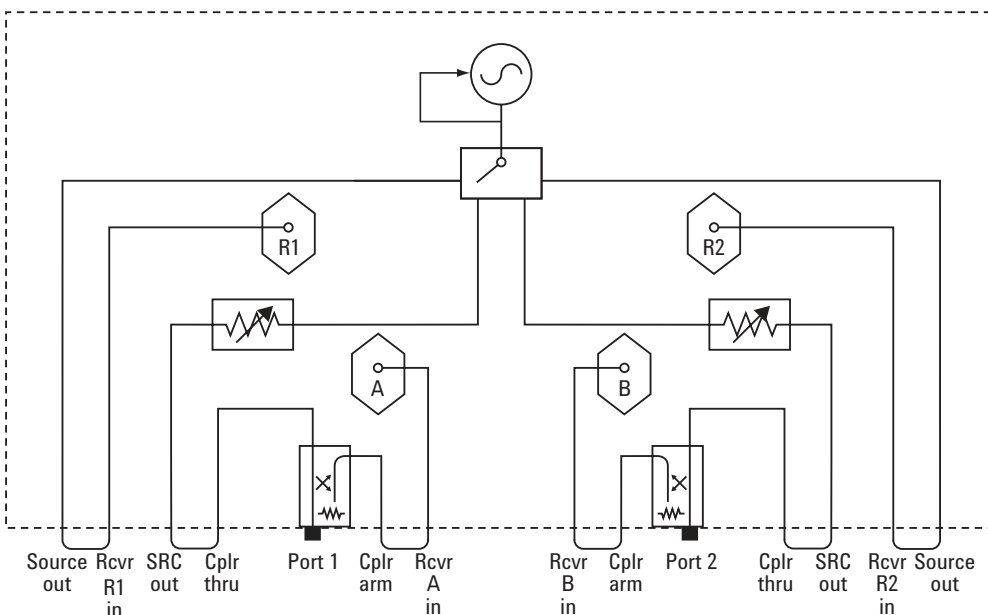 R1
R2
A
B
Source
out
Rcvr
R1
in
SRC
out
Cplr
thru
Port 1
Cplr
arm
Rcvr
A
in
Rcvr
B
in
Cplr
arm
Port 2
Cplr
thru
SRC
out
Rcvr
R2
in
Source
out